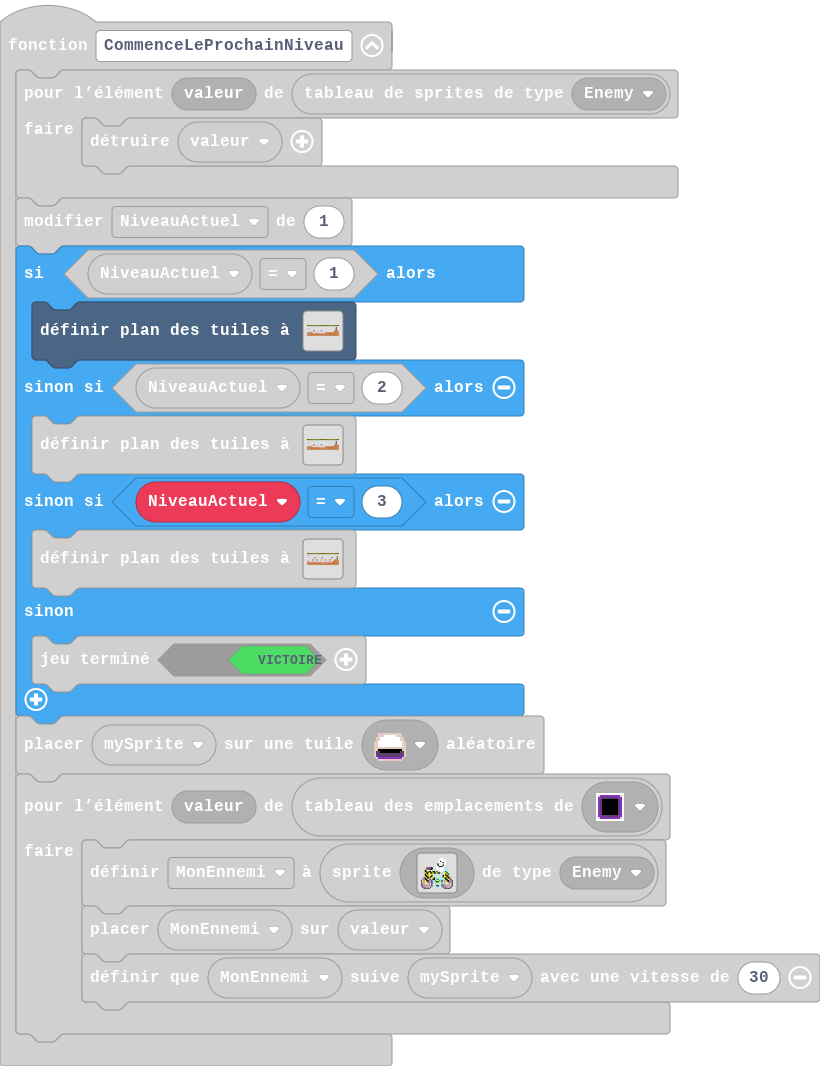 fonction CommenceLeProchainNiveau
pour l’élément valeur de tableau de sprites de type Enemy
faire détruire valeur
modifier NiveauActuel de 1
si NiveauActuel = 1 alors
définir plan des tuiles à
sinon si NiveauActuel = 2 alors
définir plan des tuiles à
sinon si NiveauActuel = 3 alors
définir plan des tuiles à
sinon
jeu terminé VICTOIRE
placer mySprite sur une tuile aléatoire
pour l’élément valeur de tableau des emplacements de
faire
définir MonEnnemi à sprite de type Enemy
placer MonEnnemi sur valeur
définir que MonEnnemi suive mySprite avec une vitesse de 30